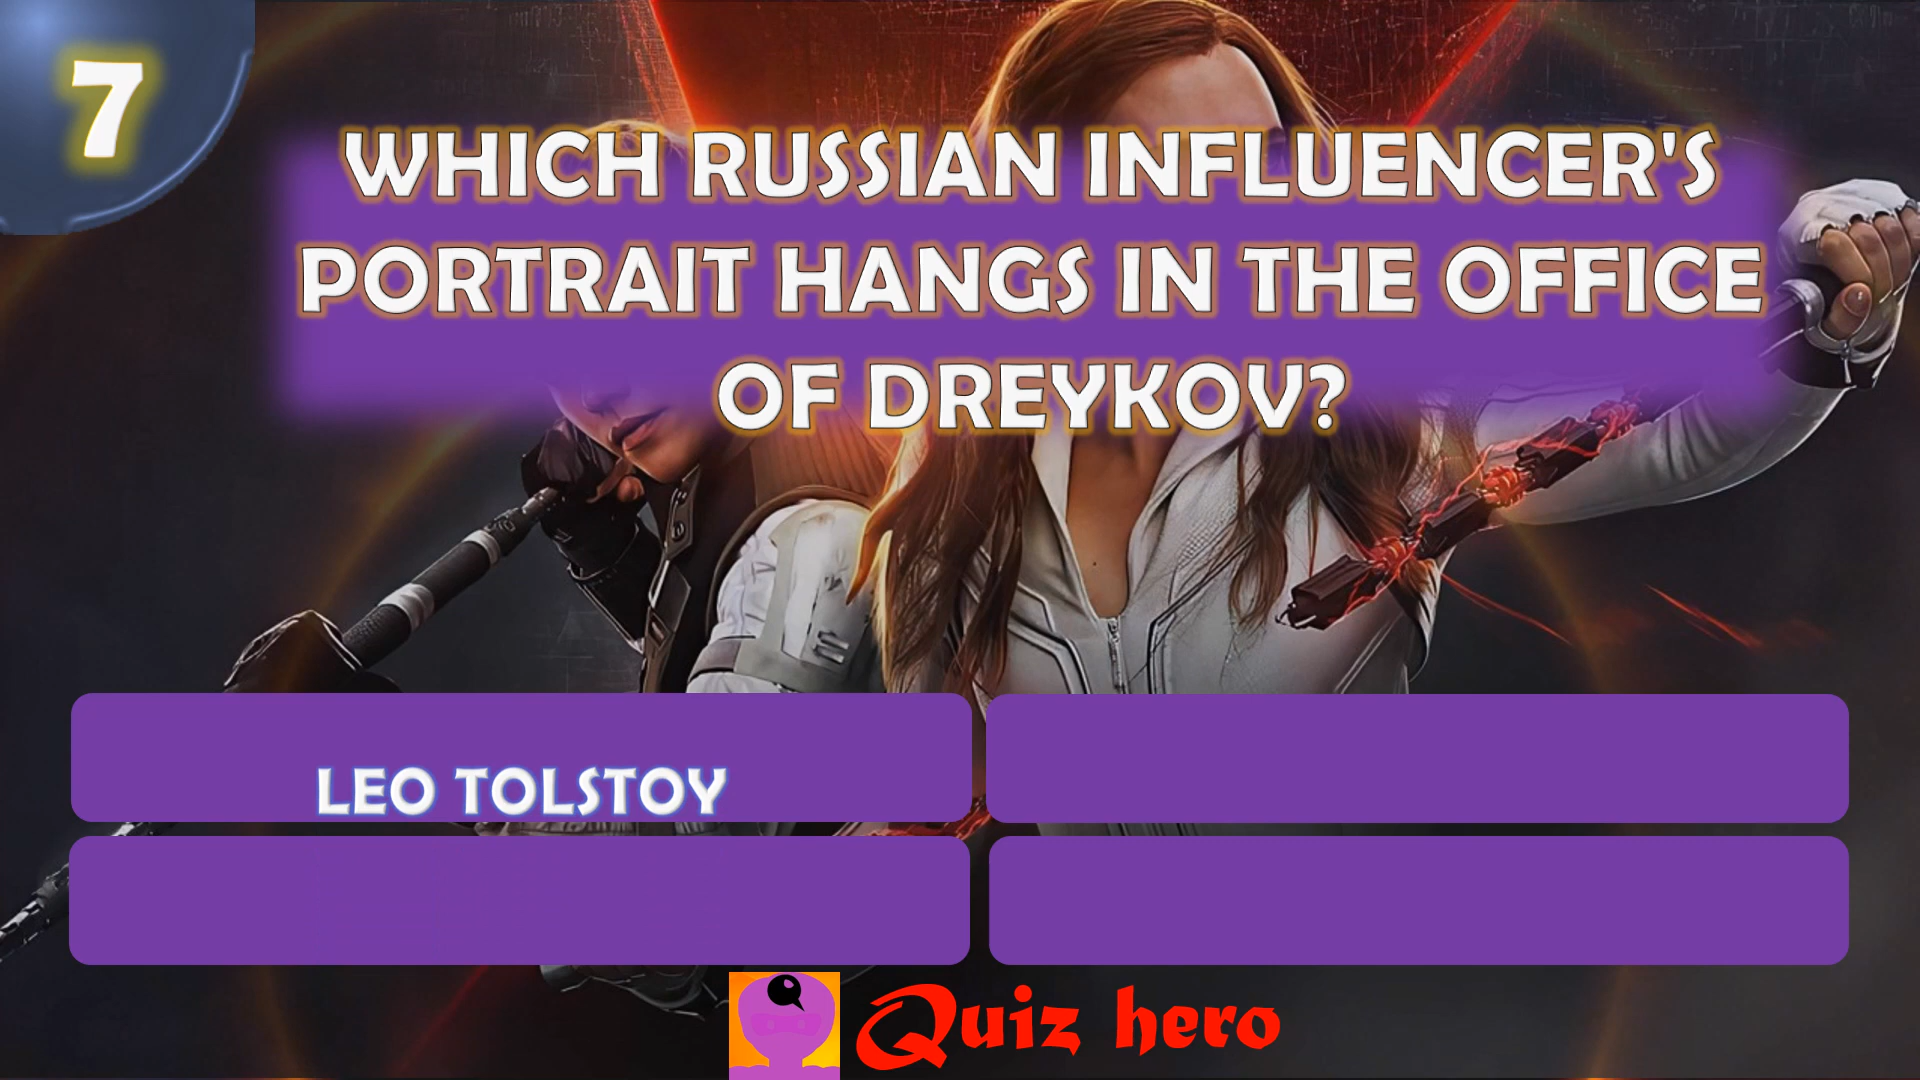 7
WHICH RUSSIAN INFLUENCER'S
PORTRAIT HANGS IN THE OFFICE
OF DREYKOV?
LEO TOLSTOY
Quiz hero